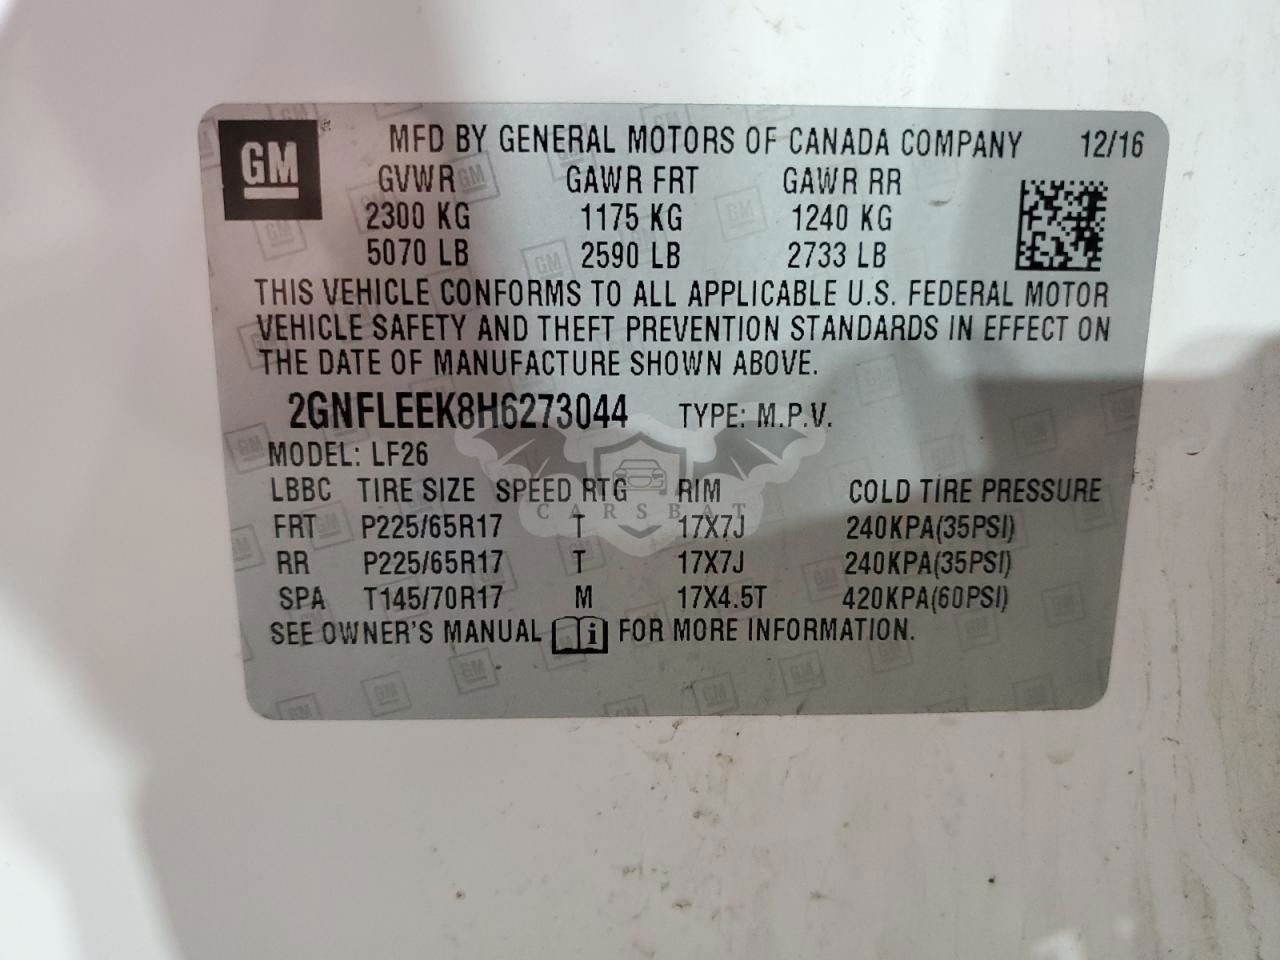 GM MFD BY GENERAL MOTORS OF CANADA COMPANY 12/16
GVWR GAWR FRT GAWR RR
2300 KG 1175 KG 1240 KG
5070 LB 2590 LB 2733 LB
THIS VEHICLE CONFORMS TO ALL APPLICABLE U.S. FEDERAL MOTOR
VEHICLE SAFETY AND THEFT PREVENTION STANDARDS IN EFFECT ON
THE DATE OF MANUFACTURE SHOWN ABOVE.
2GNFLEEK8H6273044 TYPE: M.P.V.
MODEL: LF26
LBBC TIRE SIZE SPEED RTG RIM COLD TIRE PRESSURE
CARSBAT
FRT P225/65R17 T 17X7J 240KPA(35PSI)
RR P225/65R17 T 17X7J 240KPA(35PSI)
SPA T145/70R17 M 17X4.5T 420KPA(60PSI)
SEE OWNER'S MANUAL i FOR MORE INFORMATION.